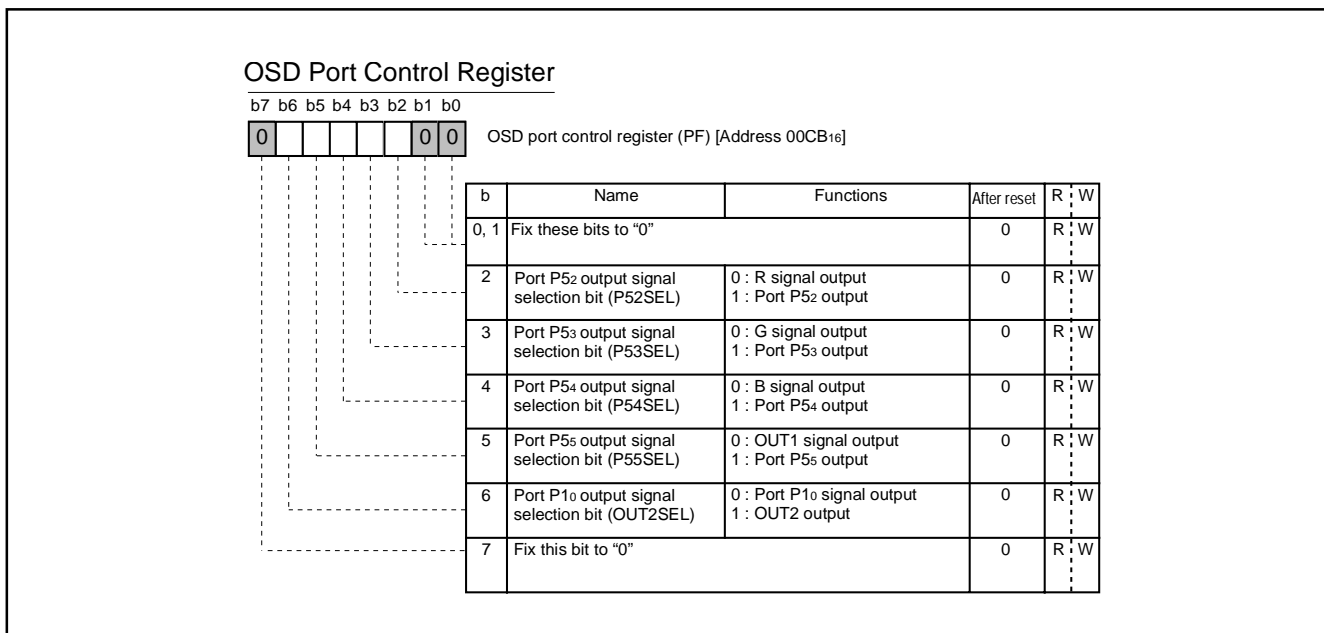 OSD Port Control Register
b7 b6 b5 b4 b3 b2 b1 b0
0 0 0 OSD port control register (PF) [Address 00CB16]
b Name Functions After reset R W
0, 1 Fix these bits to “0” 0 R W
2 Port P52 output signal 0 : R signal output 0 R W
selection bit (P52SEL) 1 : Port P52 output
3 Port P53 output signal 0 : G signal output 0 R W
selection bit (P53SEL) 1 : Port P53 output
4 Port P54 output signal 0 : B signal output 0 R W
selection bit (P54SEL) 1 : Port P54 output
5 Port P55 output signal 0 : OUT1 signal output 0 R W
selection bit (P55SEL) 1 : Port P55 output
6 Port P10 output signal 0 : Port P10 signal output 0 R W
selection bit (OUT2SEL) 1 : OUT2 output
7 Fix this bit to “0” 0 R W